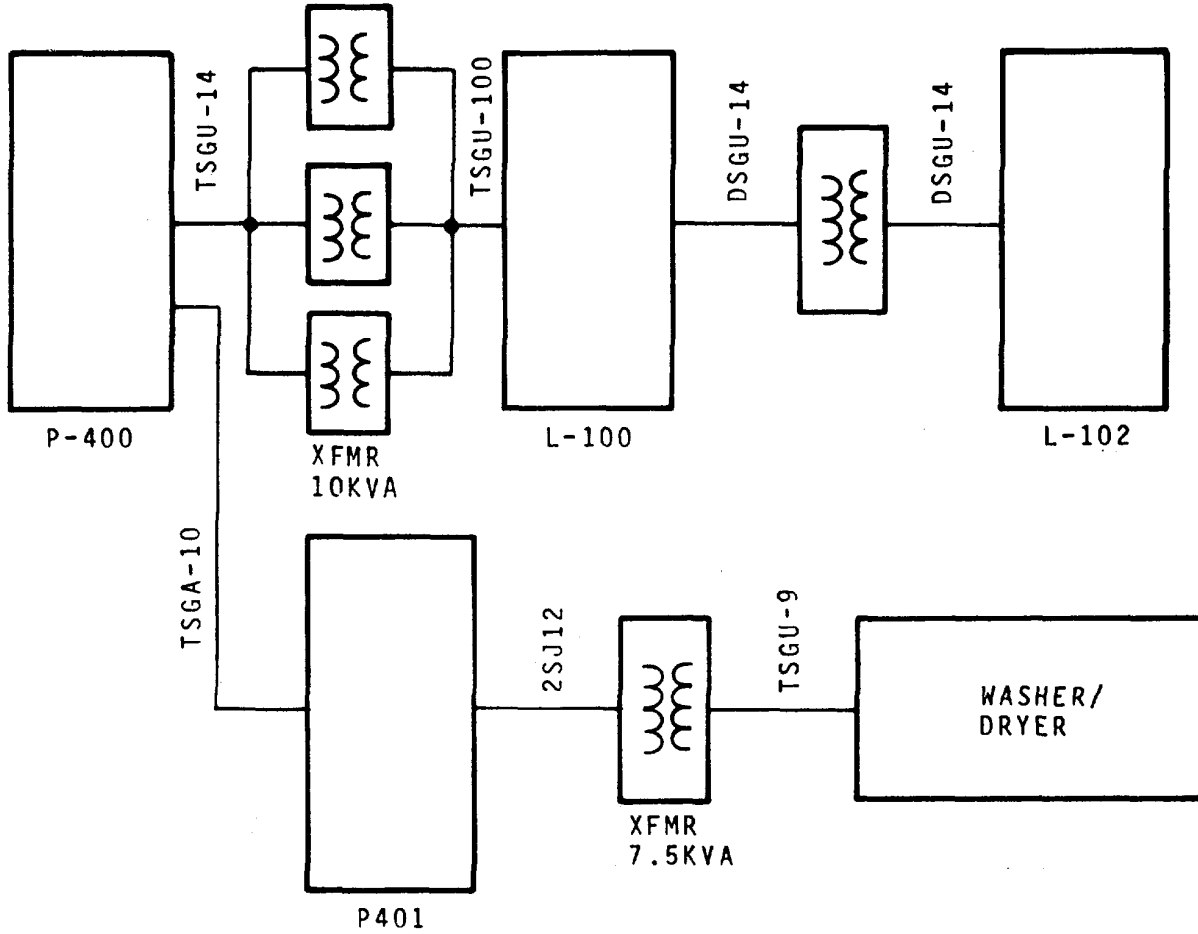 TSGU-14
TSGU-100
DSGU-14
DSGU-14
P-400
XFMR
10KVA
L-100
L-102
TSGA-10
2SJ12
TSGU-9
WASHER/
DRYER
XFMR
7.5KVA
P401